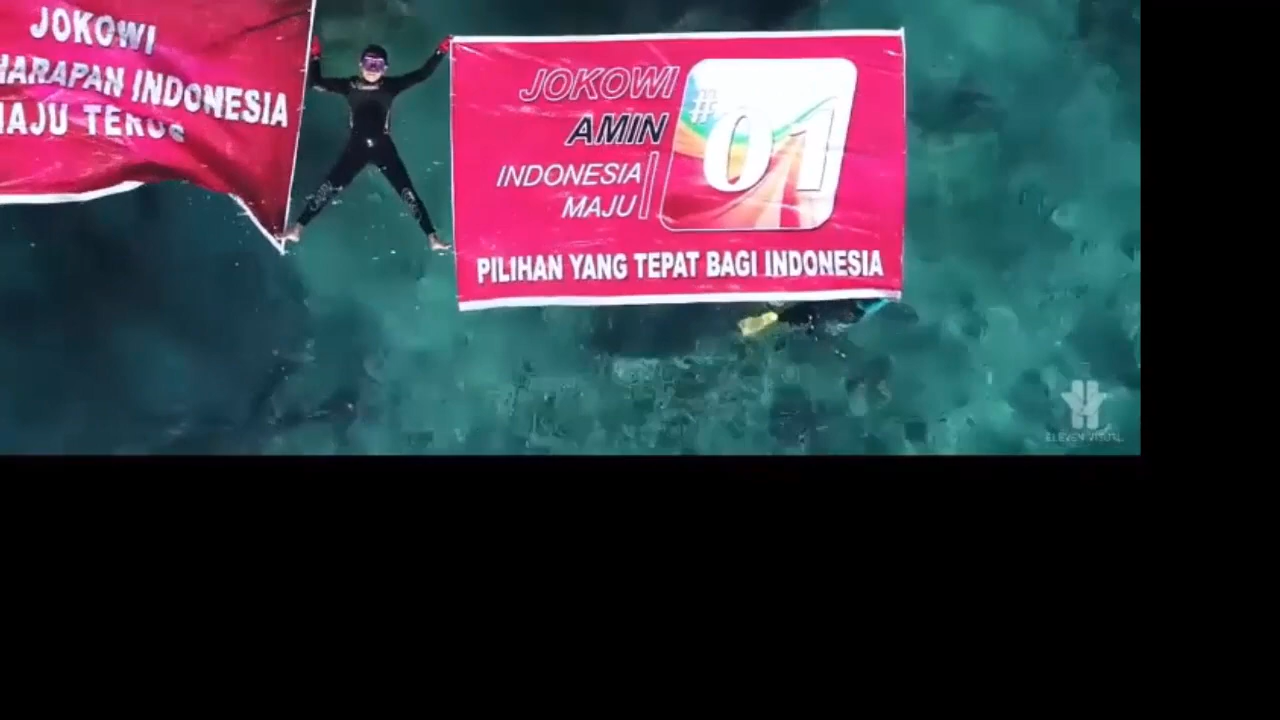 JOKOWI
HARAPAN INDONESIA
MAJU TERUS
JOKOWI
AMIN
INDONESIA
MAJU
#01
PILIHAN YANG TEPAT BAGI INDONESIA
ELEVEN VISUAL